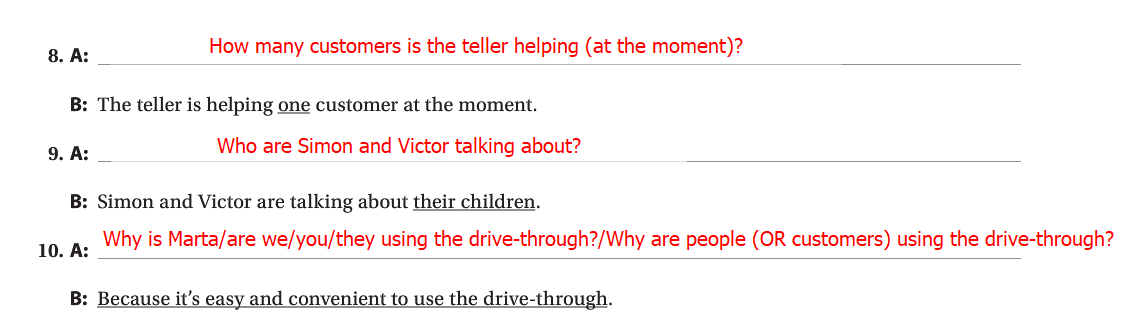 8. A: How many customers is the teller helping (at the moment)?
B: The teller is helping one customer at the moment.
9. A: Who are Simon and Victor talking about?
B: Simon and Victor are talking about their children.
10. A: Why is Marta/are we/you/they using the drive-through?/Why are people (OR customers) using the drive-through?
B: Because it’s easy and convenient to use the drive-through.